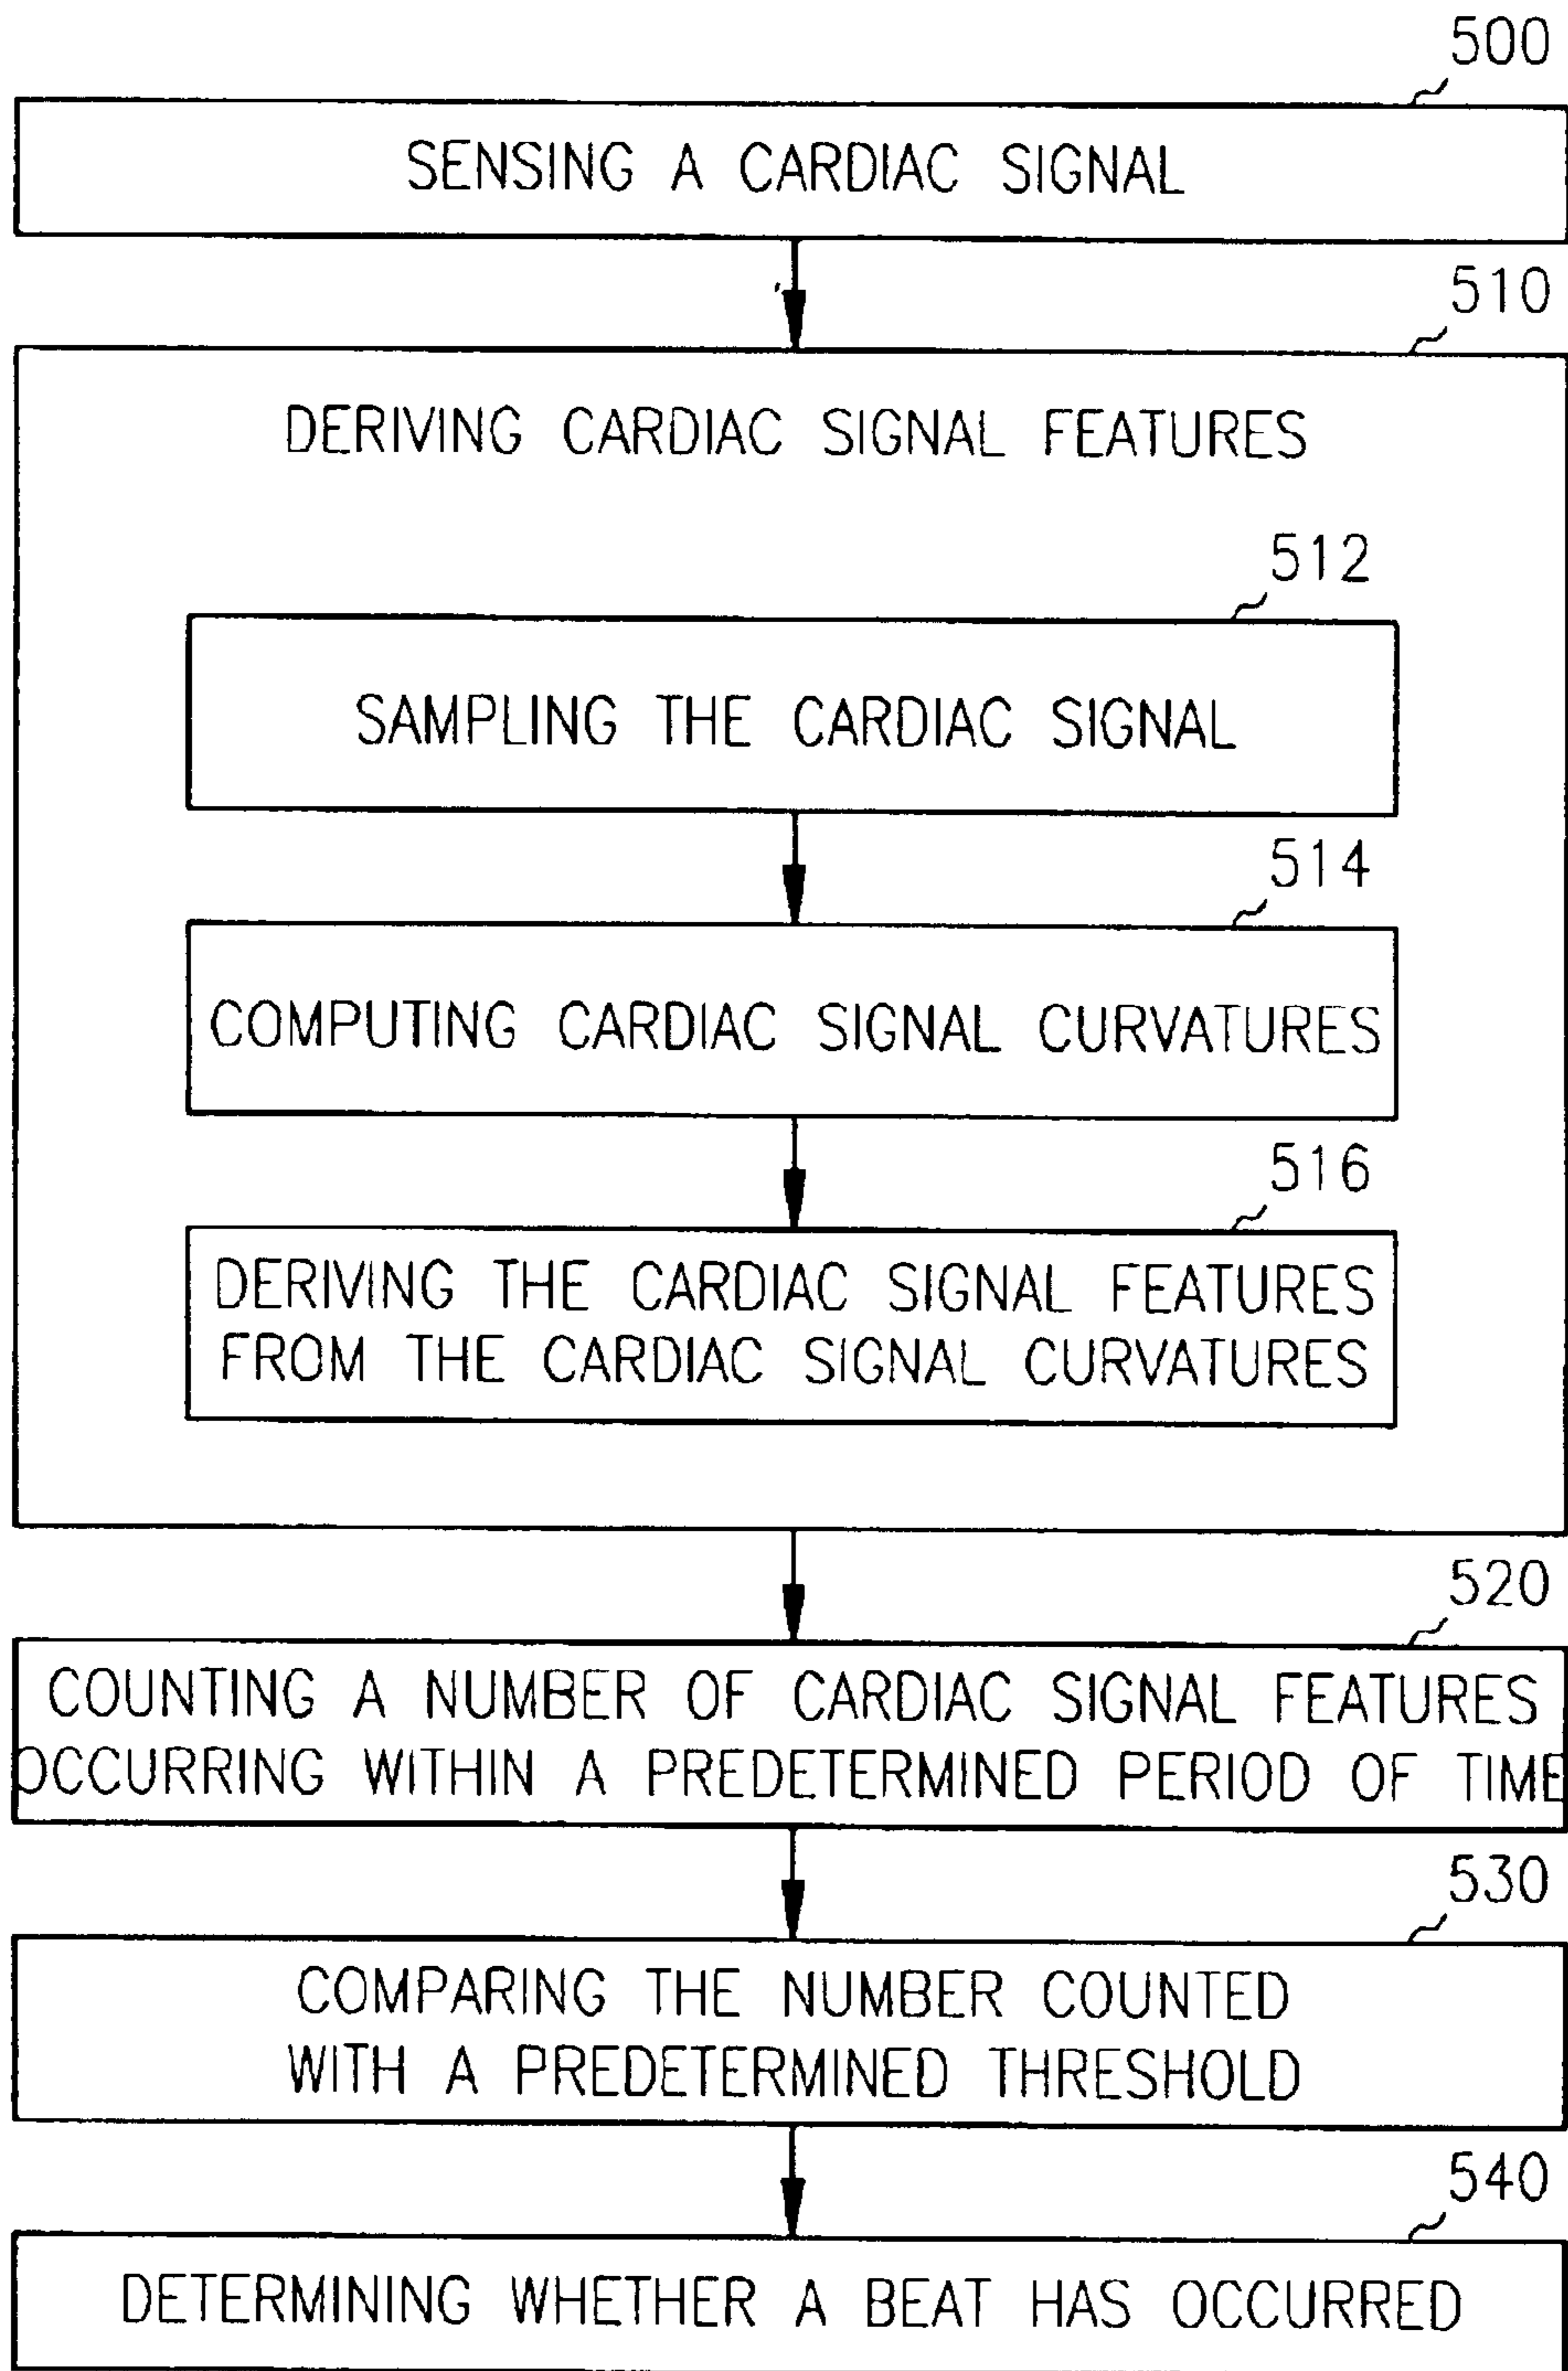 500
SENSING A CARDIAC SIGNAL
510
DERIVING CARDIAC SIGNAL FEATURES
512
SAMPLING THE CARDIAC SIGNAL
514
COMPUTING CARDIAC SIGNAL CURVATURES
516
DERIVING THE CARDIAC SIGNAL FEATURES
FROM THE CARDIAC SIGNAL CURVATURES
520
COUNTING A NUMBER OF CARDIAC SIGNAL FEATURES
OCCURRING WITHIN A PREDETERMINED PERIOD OF TIME
530
COMPARING THE NUMBER COUNTED
WITH A PREDETERMINED THRESHOLD
540
DETERMINING WHETHER A BEAT HAS OCCURRED